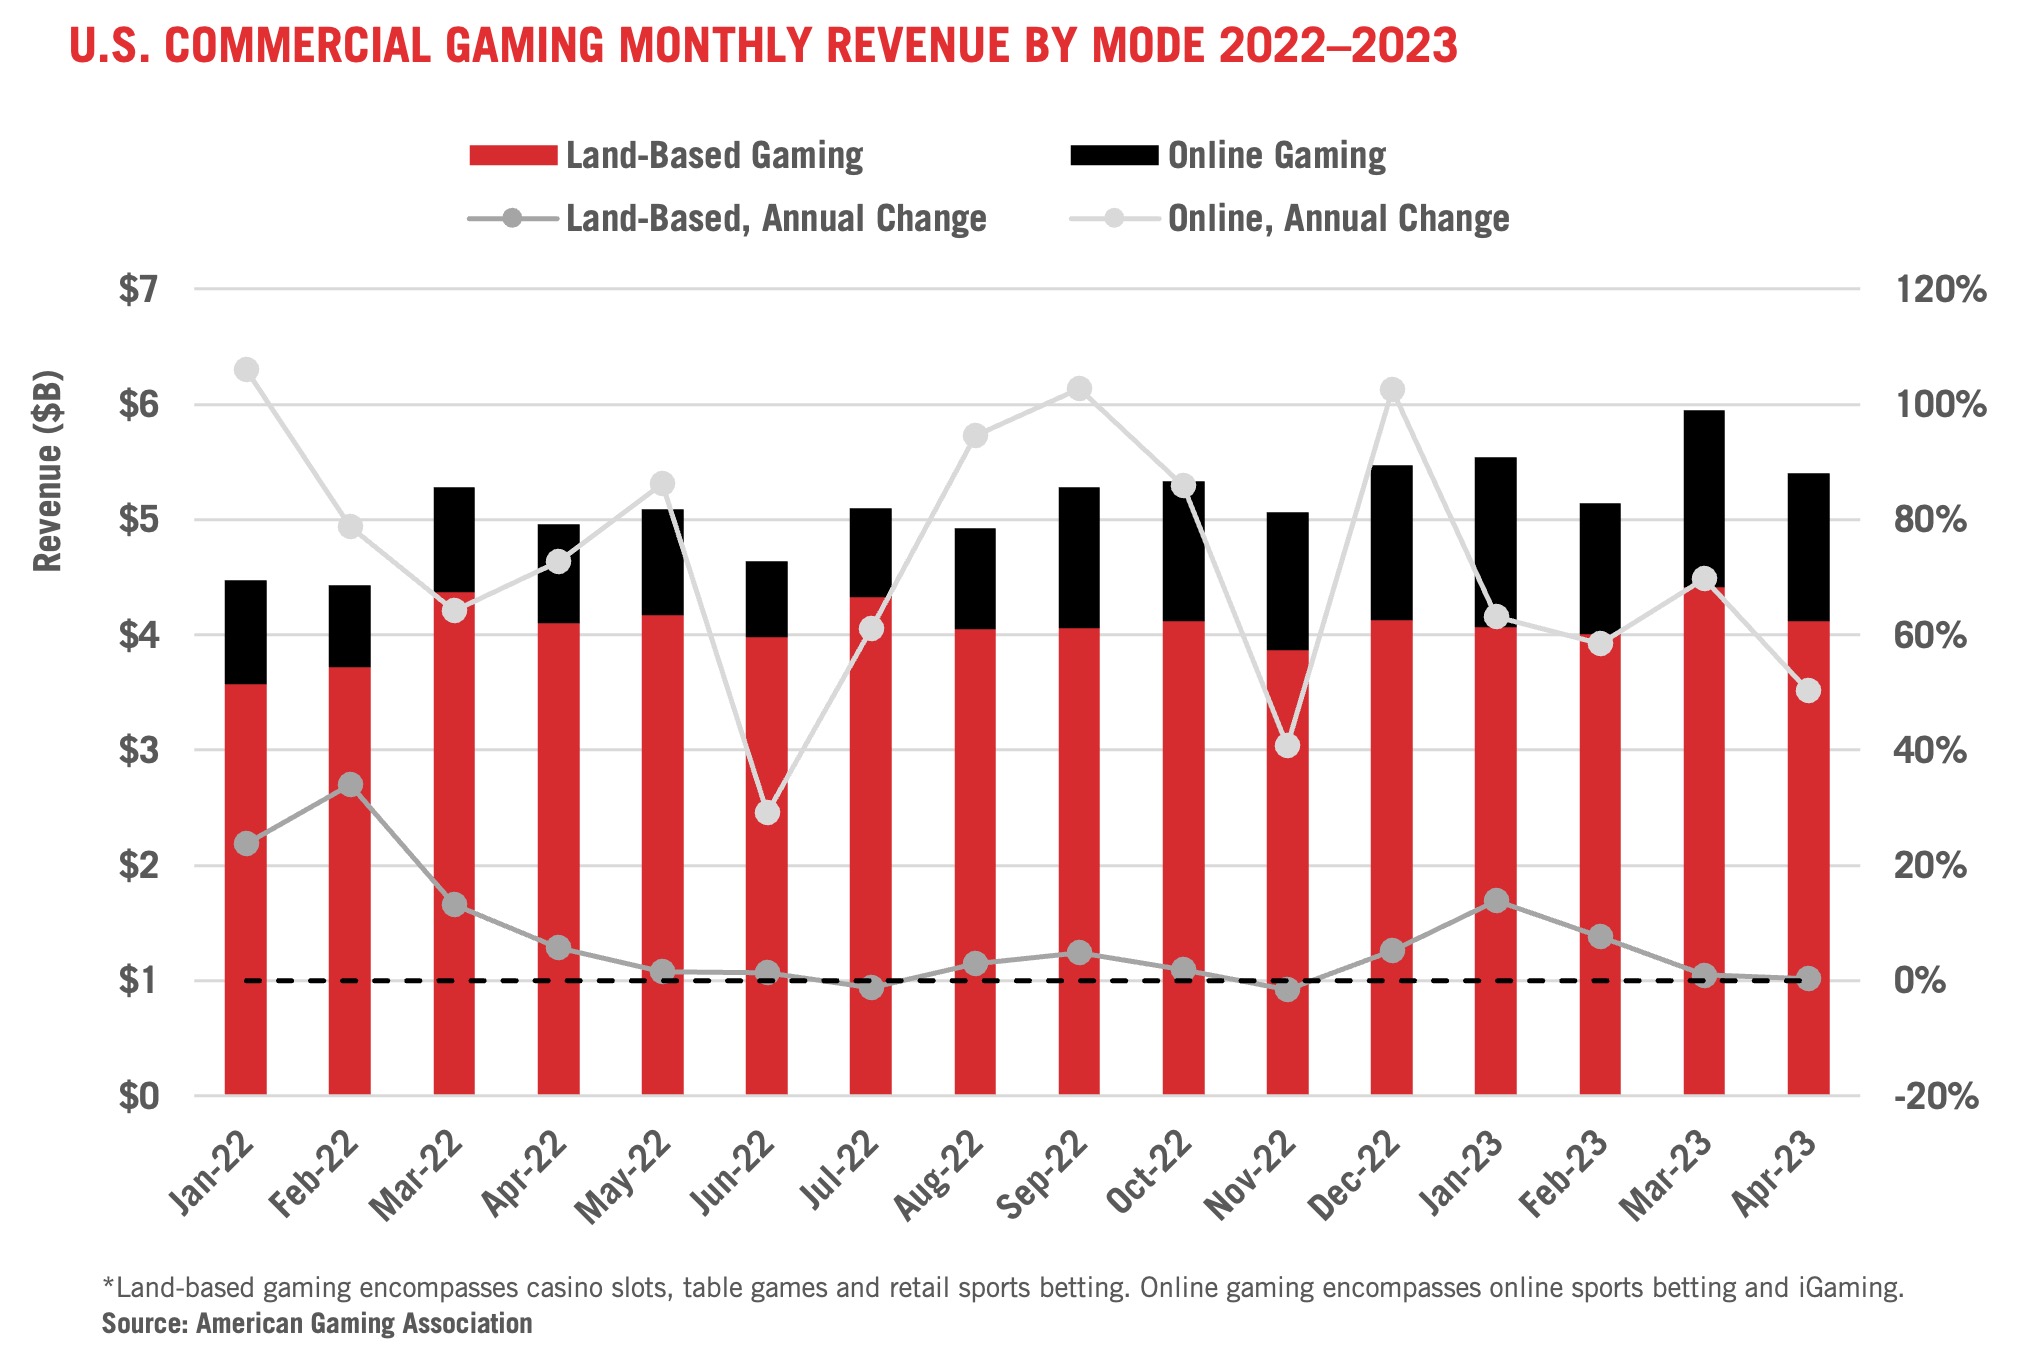 U.S. COMMERCIAL GAMING MONTHLY REVENUE BY MODE 2022–2023
Land-Based Gaming
Online Gaming
Land-Based, Annual Change
Online, Annual Change
Revenue ($B)
$7
$6
$5
$4
$3
$2
$1
$0
120%
100%
80%
60%
40%
20%
0%
-20%
Jan-22
Feb-22
Mar-22
Apr-22
May-22
Jun-22
Jul-22
Aug-22
Sep-22
Oct-22
Nov-22
Dec-22
Jan-23
Feb-23
Mar-23
Apr-23
*Land-based gaming encompasses casino slots, table games and retail sports betting. Online gaming encompasses online sports betting and iGaming.
Source: American Gaming Association